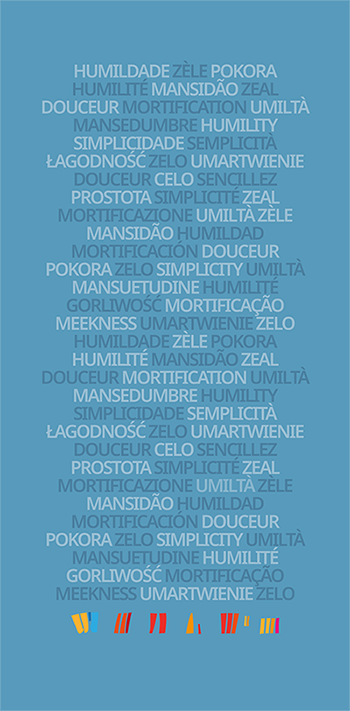 HUMILDADE ZÈLE POKORA
HUMILITÉ MANSIDÃO ZEAL
DOUCEUR MORTIFICATION UMILTÀ
MANSEDUMBRE HUMILITY
SIMPLICIDADE SEMPLICITÀ
ŁAGODNOŚĆ ZELO UMARTWIENIE
DOUCEUR CELO SENCILLEZ
PROSTOTA SIMPLICITÉ ZEAL
MORTIFICAZIONE UMILTÀ ZÈLE
MANSIDÃO HUMILDAD
MORTIFICACIÓN DOUCEUR
POKORA ZELO SIMPLICITY UMILTÀ
MANSUETUDINE HUMILITÉ
GORLIWOŚĆ MORTIFICAÇÃO
MEEKNESS UMARTWIENIE ZELO
HUMILDADE ZÈLE POKORA
HUMILITÉ MANSIDÃO ZEAL
DOUCEUR MORTIFICATION UMILTÀ
MANSEDUMBRE HUMILITY
SIMPLICIDADE SEMPLICITÀ
ŁAGODNOŚĆ ZELO UMARTWIENIE
DOUCEUR CELO SENCILLEZ
PROSTOTA SIMPLICITÉ ZEAL
MORTIFICAZIONE UMILTÀ ZÈLE
MANSIDÃO HUMILDAD
MORTIFICACIÓN DOUCEUR
POKORA ZELO SIMPLICITY UMILTÀ
MANSUETUDINE HUMILITÉ
GORLIWOŚĆ MORTIFICAÇÃO
MEEKNESS UMARTWIENIE ZELO